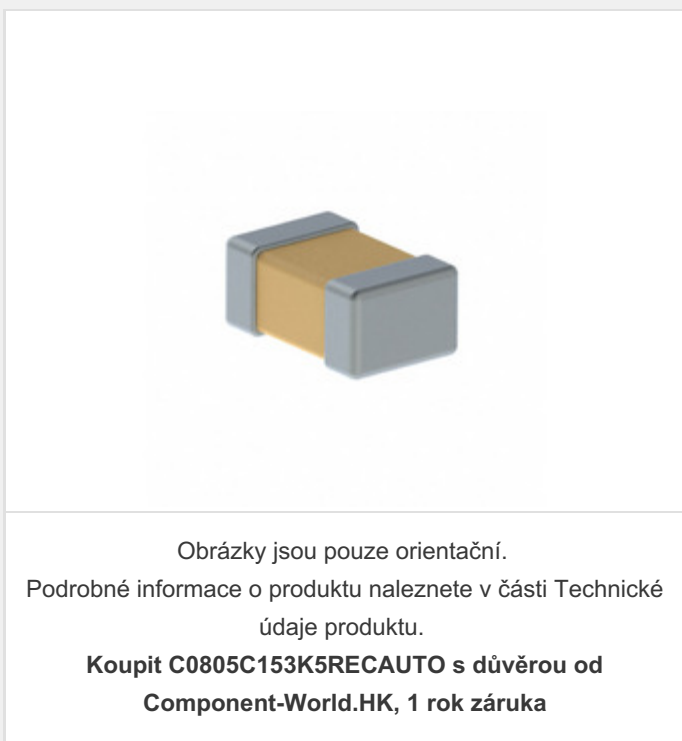 Obrázky jsou pouze orientační.
Podrobné informace o produktu naleznete v části Technické
údaje produktu.
Koupit C0805C153K5RECAUTO s důvěrou od
Component-World.HK, 1 rok záruka